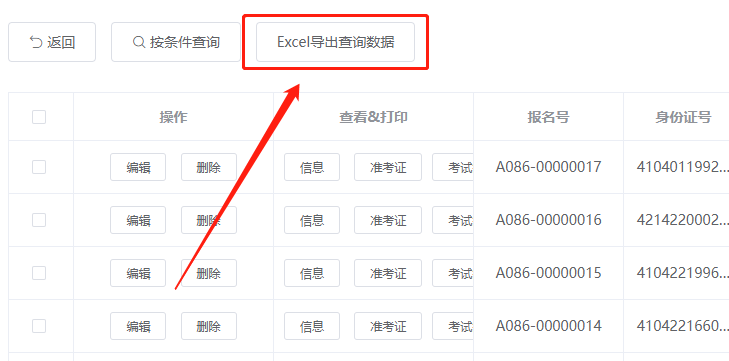 返回 按条件查询 Excel导出查询数据
操作 查看&打印 报名号 身份证号
编辑 删除 信息 准考证 考试 A086-00000017 4104011992...
编辑 删除 信息 准考证 考试 A086-00000016 4214220002...
编辑 删除 信息 准考证 考试 A086-00000015 4104221996...
编辑 删除 信息 准考证 考试 A086-00000014 4104221660...